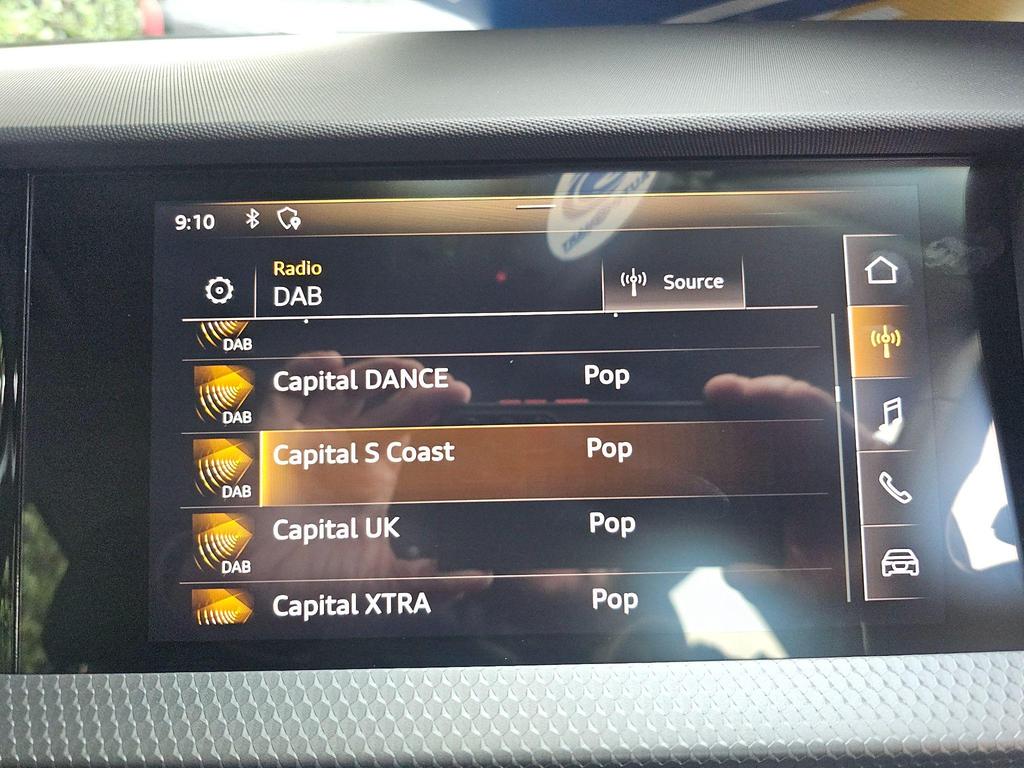 9:10
Radio
DAB
Source
DAB
Capital DANCE Pop
DAB
Capital S Coast Pop
DAB
Capital UK Pop
DAB
Capital XTRA Pop